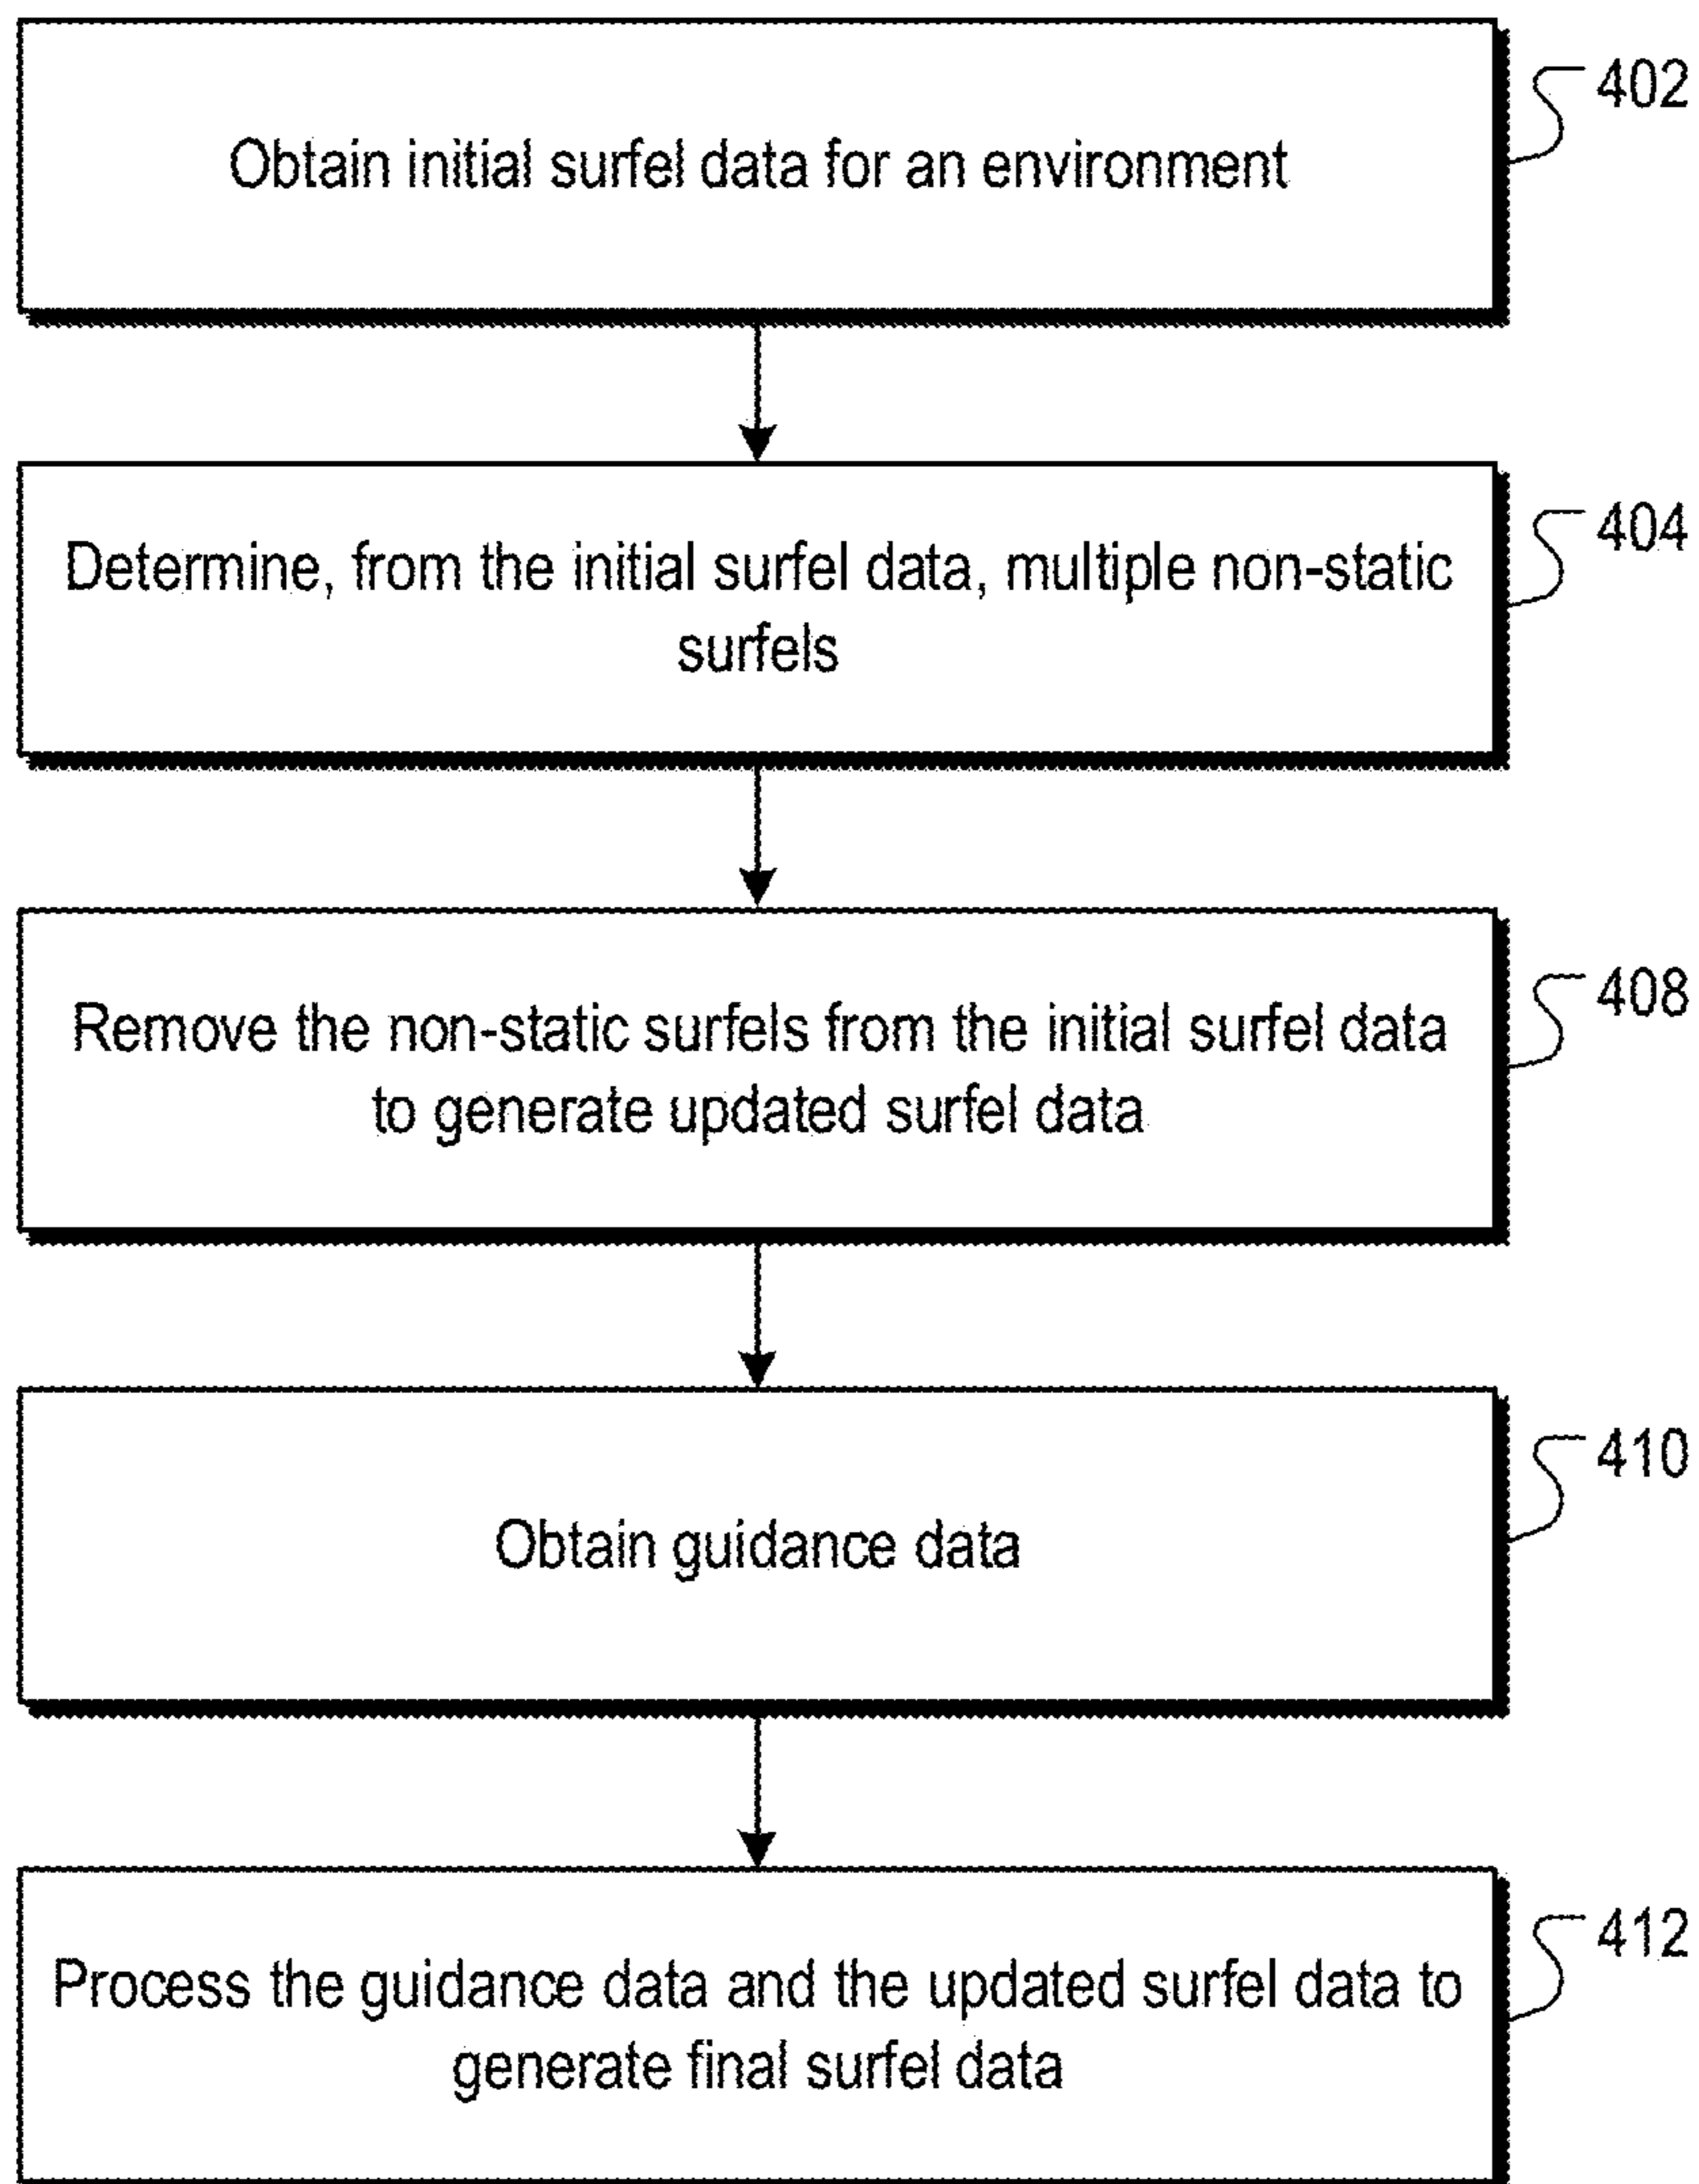 402
Obtain initial surfel data for an environment
404
Determine, from the initial surfel data, multiple non-static
surfels
408
Remove the non-static surfels from the initial surfel data
to generate updated surfel data
410
Obtain guidance data
412
Process the guidance data and the updated surfel data to
generate final surfel data